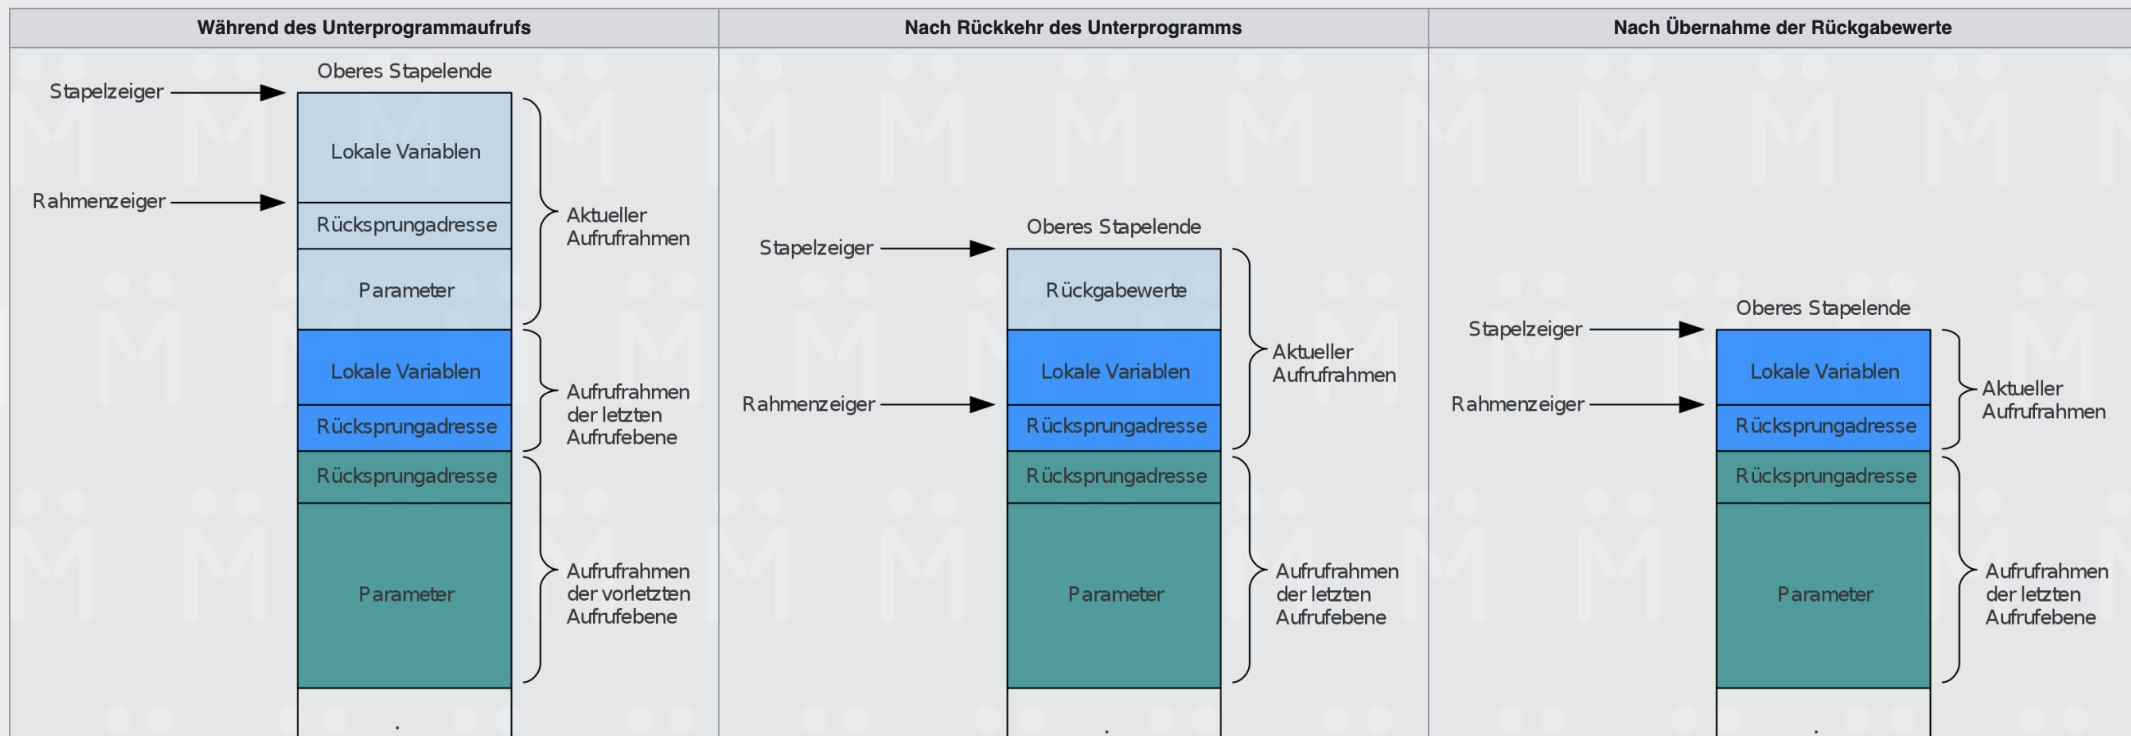 Während des Unterprogrammaufrufs
Oberes Stapelende
Stapelzeiger
Lokale Variablen
Rahmenzeiger
Rücksprungadresse
Aktueller
Aufrufrahmen
Parameter
Lokale Variablen
Rücksprungadresse
Aufrufrahmen
der letzten
Aufrufebene
Rücksprungadresse
Parameter
Aufrufrahmen
der vorletzten
Aufrufebene
.
Nach Rückkehr des Unterprogramms
Oberes Stapelende
Stapelzeiger
Rückgabewerte
Lokale Variablen
Aktueller
Aufrufrahmen
Rahmenzeiger
Rücksprungadresse
Rücksprungadresse
Parameter
Aufrufrahmen
der letzten
Aufrufebene
.
Nach Übernahme der Rückgabewerte
Oberes Stapelende
Stapelzeiger
Lokale Variablen
Aktueller
Aufrufrahmen
Rahmenzeiger
Rücksprungadresse
Rücksprungadresse
Parameter
Aufrufrahmen
der letzten
Aufrufebene
.